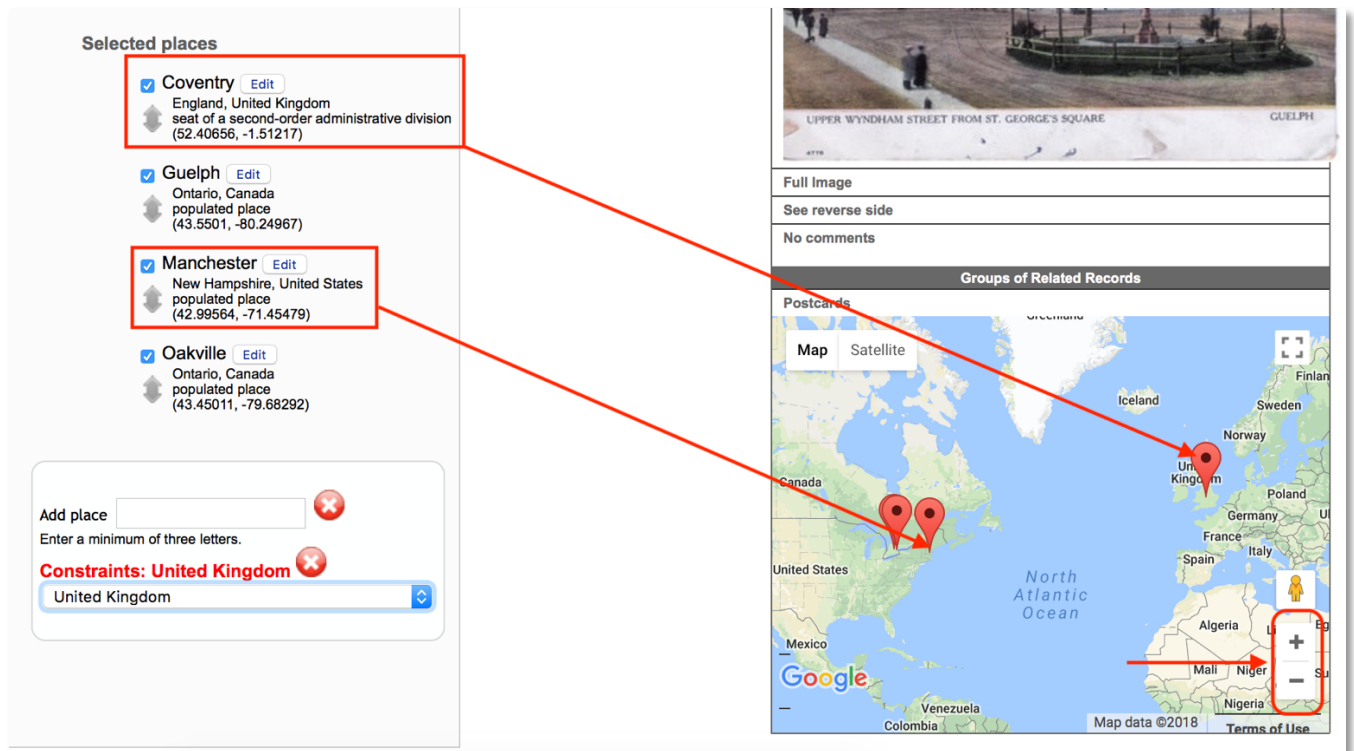 Selected places
Coventry Edit
England, United Kingdom
seat of a second-order administrative division
(52.40656, -1.51217)
Guelph Edit
Ontario, Canada
populated place
(43.5501, -80.24967)
Manchester Edit
New Hampshire, United States
populated place
(42.99564, -71.45479)
Oakville Edit
Ontario, Canada
populated place
(43.45011, -79.68292)
Add place
Enter a minimum of three letters.
Constraints: United Kingdom
United Kingdom
UPPER WYNDHAM STREET FROM ST. GEORGE'S SQUARE GUELPH
Full Image
See reverse side
No comments
Groups of Related Records
Postcards
Greenland
Map Satellite
Finlan
Iceland
Sweden
Norway
United
Kingdom
Canada
Poland
Germany
France
Italy
Spain
United States
North
Atlantic
Ocean
Algeria
Mexico
Mali Niger
Google
Nigeria
Venezuela
Colombia
Map data ©2018
Terms of Use